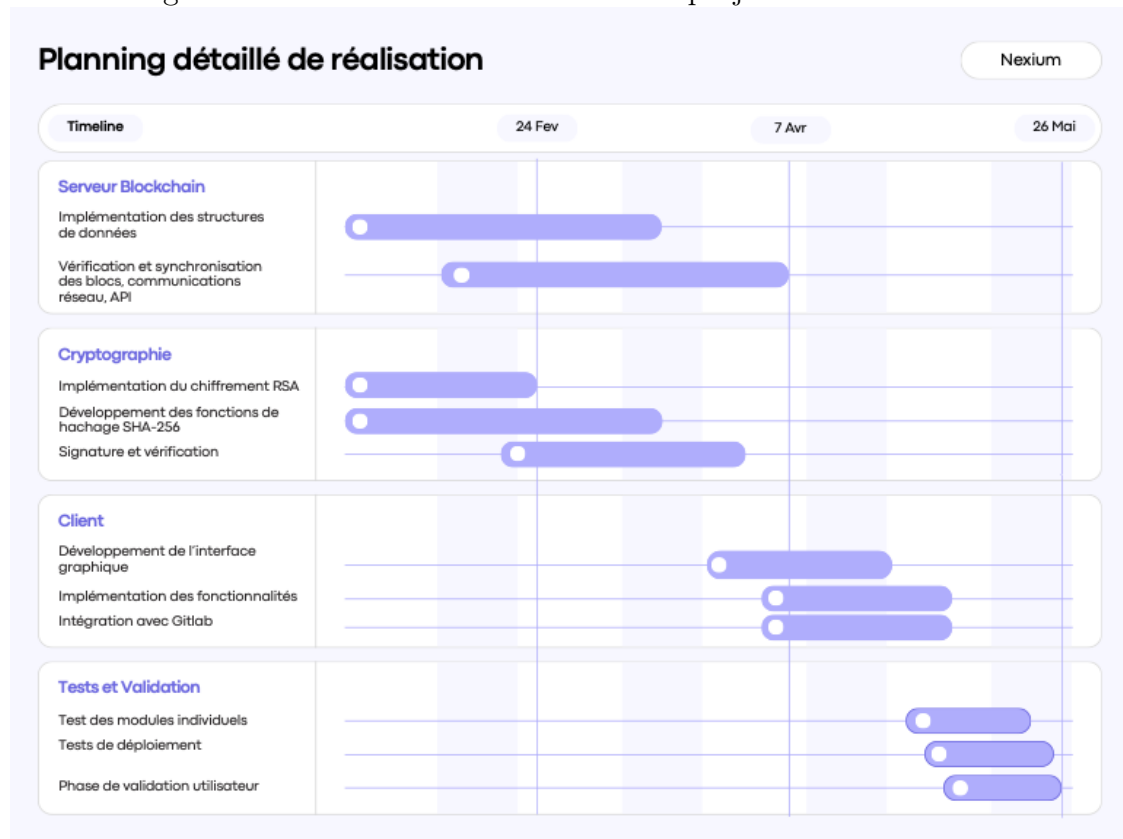 Planning détaillé de réalisation
Nexium
Timeline
24 Fev
7 Avr
26 Mai
Serveur Blockchain
Implémentation des structures
de données
Vérification et synchronisation
des blocs, communications
réseau, API
Cryptographie
Implémentation du chiffrement RSA
Développement des fonctions de
hachage SHA-256
Signature et vérification
Client
Développement de l'interface
graphique
Implémentation des fonctionnalités
Intégration avec Gitlab
Tests et Validation
Test des modules individuels
Tests de déploiement
Phase de validation utilisateur